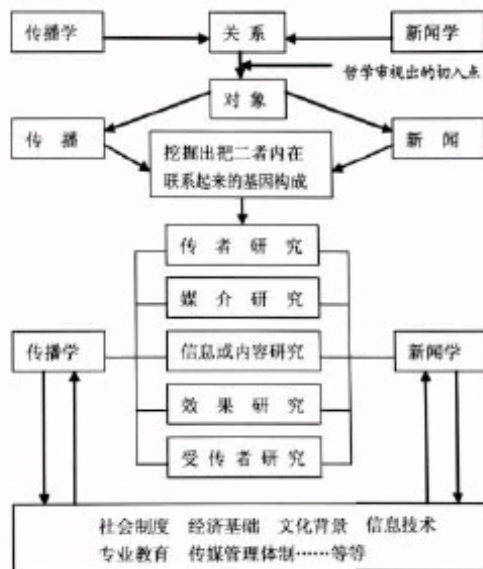 传播学
关系
新闻学
哲学审视出的切入点
对象
传播
新闻
挖掘出把二者内在
联系起来的基因构成
传者研究
媒介研究
传播学
信息或内容研究
新闻学
效果研究
受传者研究
社会制度 经济基础 文化背景 信息技术
专业教育 传媒管理体制……等等